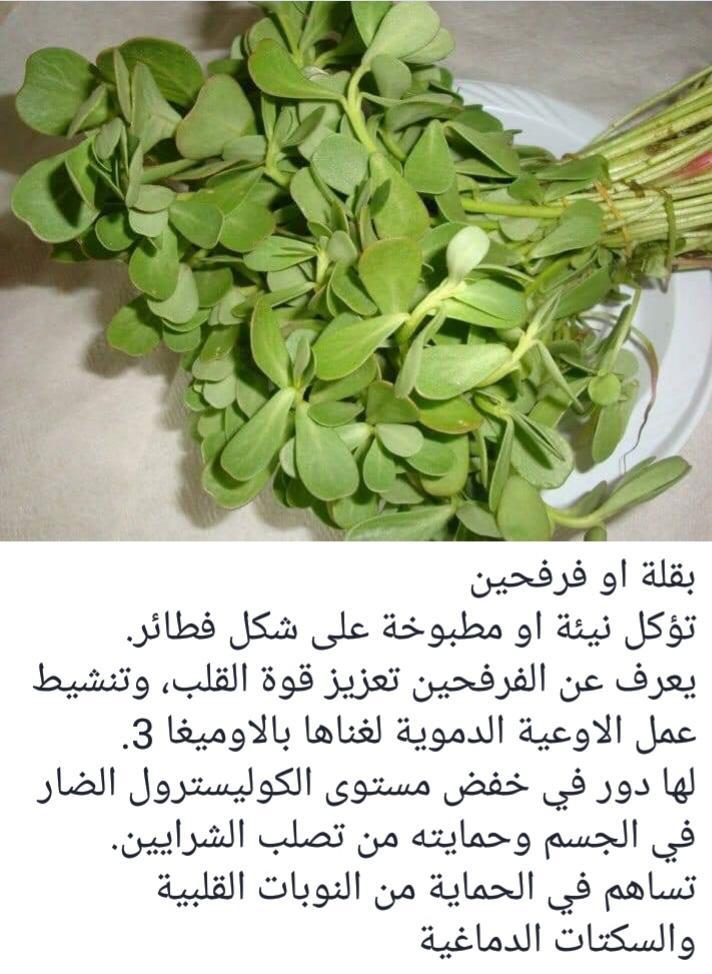 بقلة او فرفحين
تؤكل نيئة او مطبوخة على شكل فطائر.
يعرف عن الفرفحين تعزيز قوة القلب، وتنشيط
عمل الاوعية الدموية لغناها بالاوميغا 3.
لها دور في خفض مستوى الكوليسترول الضار
في الجسم وحمايته من تصلب الشرايين.
تساهم في الحماية من النوبات القلبية
والسكتات الدماغية